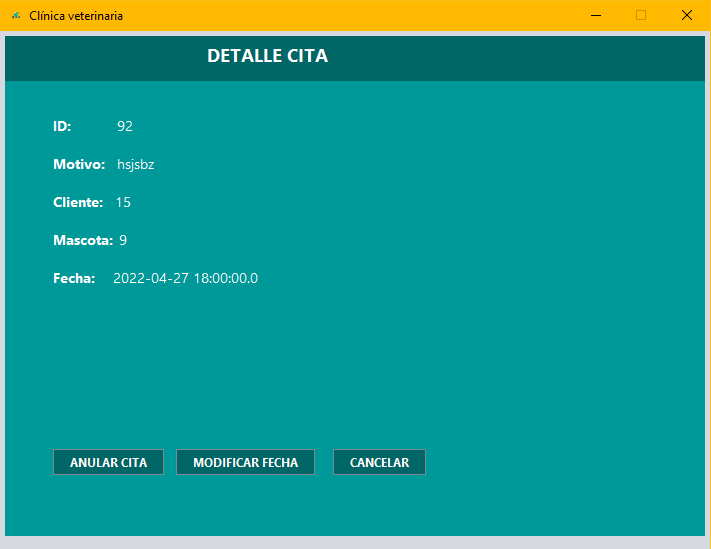 Clínica veterinaria
DETALLE CITA
ID: 92
Motivo: hsjsbz
Cliente: 15
Mascota: 9
Fecha: 2022-04-27 18:00:00.0
ANULAR CITA MODIFICAR FECHA CANCELAR